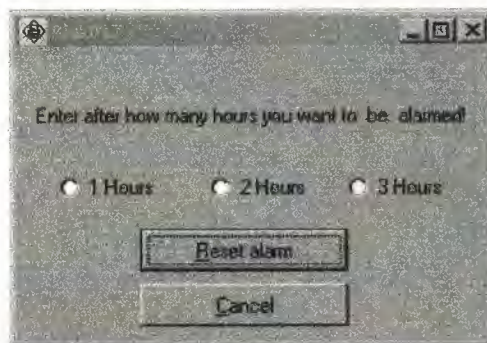 Enter after how many hours you want to be alarmed!
1 Hours 2 Hours 3 Hours
Reset alarm
Cancel